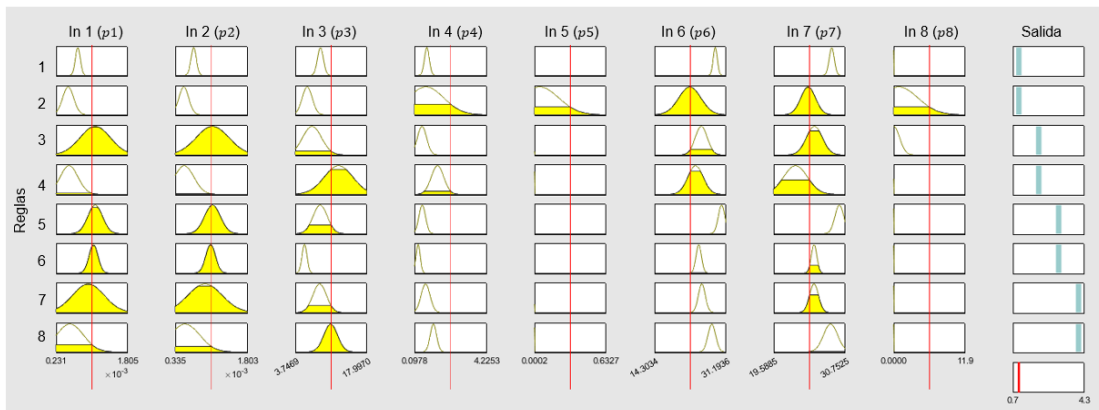 In 1 (p1) In 2 (p2) In 3 (p3) In 4 (p4) In 5 (p5) In 6 (p6) In 7 (p7) In 8 (p8) Salida
Reglas
1
2
3
4
5
6
7
8
0.231 1.805 0.335 1.803 3.7469 17.9970 0.0978 4.2253 0.0002 0.6327 14.3034 31.1936 19.5885 30.7525 0.0000 11.9
× 10⁻³ × 10⁻³
0.7 4.3